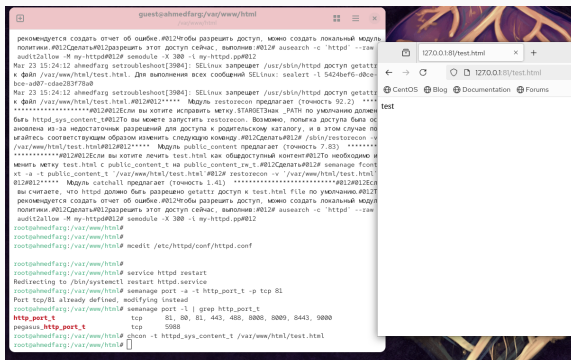 guest@ahmedfarg:/var/www/html
/var/www/html
рекомендуется создать отчет об ошибке.#012Чтобы разрешить доступ, можно создать локальный модуль
политики.#012Сделать#012разрешить этот доступ сейчас, выполнив:#012# ausearch -c 'httpd' --raw
audit2allow -M my-httpd#012# semodule -X 300 -i my-httpd.pp#012
Mar 23 15:24:12 ahmedfarg setroubleshoot[3904]: SELinux запрещает /usr/sbin/httpd доступ getattr
к файл /var/www/html/test.html. Для выполнения всех сообщений SELinux: sealert -l 5424bef6-d0ce-
bce-ad07-cdae283f78a0
Mar 23 15:24:12 ahmedfarg setroubleshoot[3904]: SELinux запрещает /usr/sbin/httpd доступ getattr
к файл /var/www/html/test.html.#012#012***** Модуль restorecon предлагает (точность 92.2) ****
*******************#012#012Если вы хотите исправить метку.$TARGETЗнак _PATH по умолчанию должен
быть httpd_sys_content_t#012То вы можете запустить restorecon. Возможно, попытка доступа была ос
ановлена из-за недостаточных разрешений для доступа к родительскому каталогу, и в этом случае по
ытайтесь соответствующим образом изменить следующую команду.#012Сделать#012# /sbin/restorecon -v
/var/www/html/test.html#012#012***** Модуль public_content предлагает (точность 7.83) *******
*************#012#012Если вы хотите лечить test.html как общедоступный контент#012То необходимо и
менить метку test.html с public_content_t на public_content_rw_t.#012Сделать#012# semanage fcont
xt -a -t public_content_t '/var/www/html/test.html'#012# restorecon -v '/var/www/html/test.html'
012#012***** Модуль catchall предлагает (точность 1.41) **************************#012#012Есл
вы считаете, что httpd должно быть разрешено getattr доступ к test.html file по умолчанию.#012Т
рекомендуется создать отчет об ошибке.#012Чтобы разрешить доступ, можно создать локальный модул
политики.#012Сделать#012разрешить этот доступ сейчас, выполнив:#012# ausearch -c 'httpd' --raw
audit2allow -M my-httpd#012# semodule -X 300 -i my-httpd.pp#012
root@ahmedfarg:/var/www/html#
root@ahmedfarg:/var/www/html#
root@ahmedfarg:/var/www/html# mcedit /etc/httpd/conf/httpd.conf
root@ahmedfarg:/var/www/html#
root@ahmedfarg:/var/www/html# service httpd restart
Redirecting to /bin/systemctl restart httpd.service
root@ahmedfarg:/var/www/html# semanage port -a -t http_port_t -p tcp 81
Port tcp/81 already defined, modifying instead
root@ahmedfarg:/var/www/html# semanage port -l | grep http_port_t
http_port_t tcp 81, 80, 81, 443, 488, 8008, 8009, 8443, 9000
pegasus_http_port_t tcp 5988
root@ahmedfarg:/var/www/html# chcon -t httpd_sys_content_t /var/www/html/test.html
root@ahmedfarg:/var/www/html#
127.0.0.1:81/test.html
127.0.0.1:81/test.html
CentOS Blog Documentation Forums
test